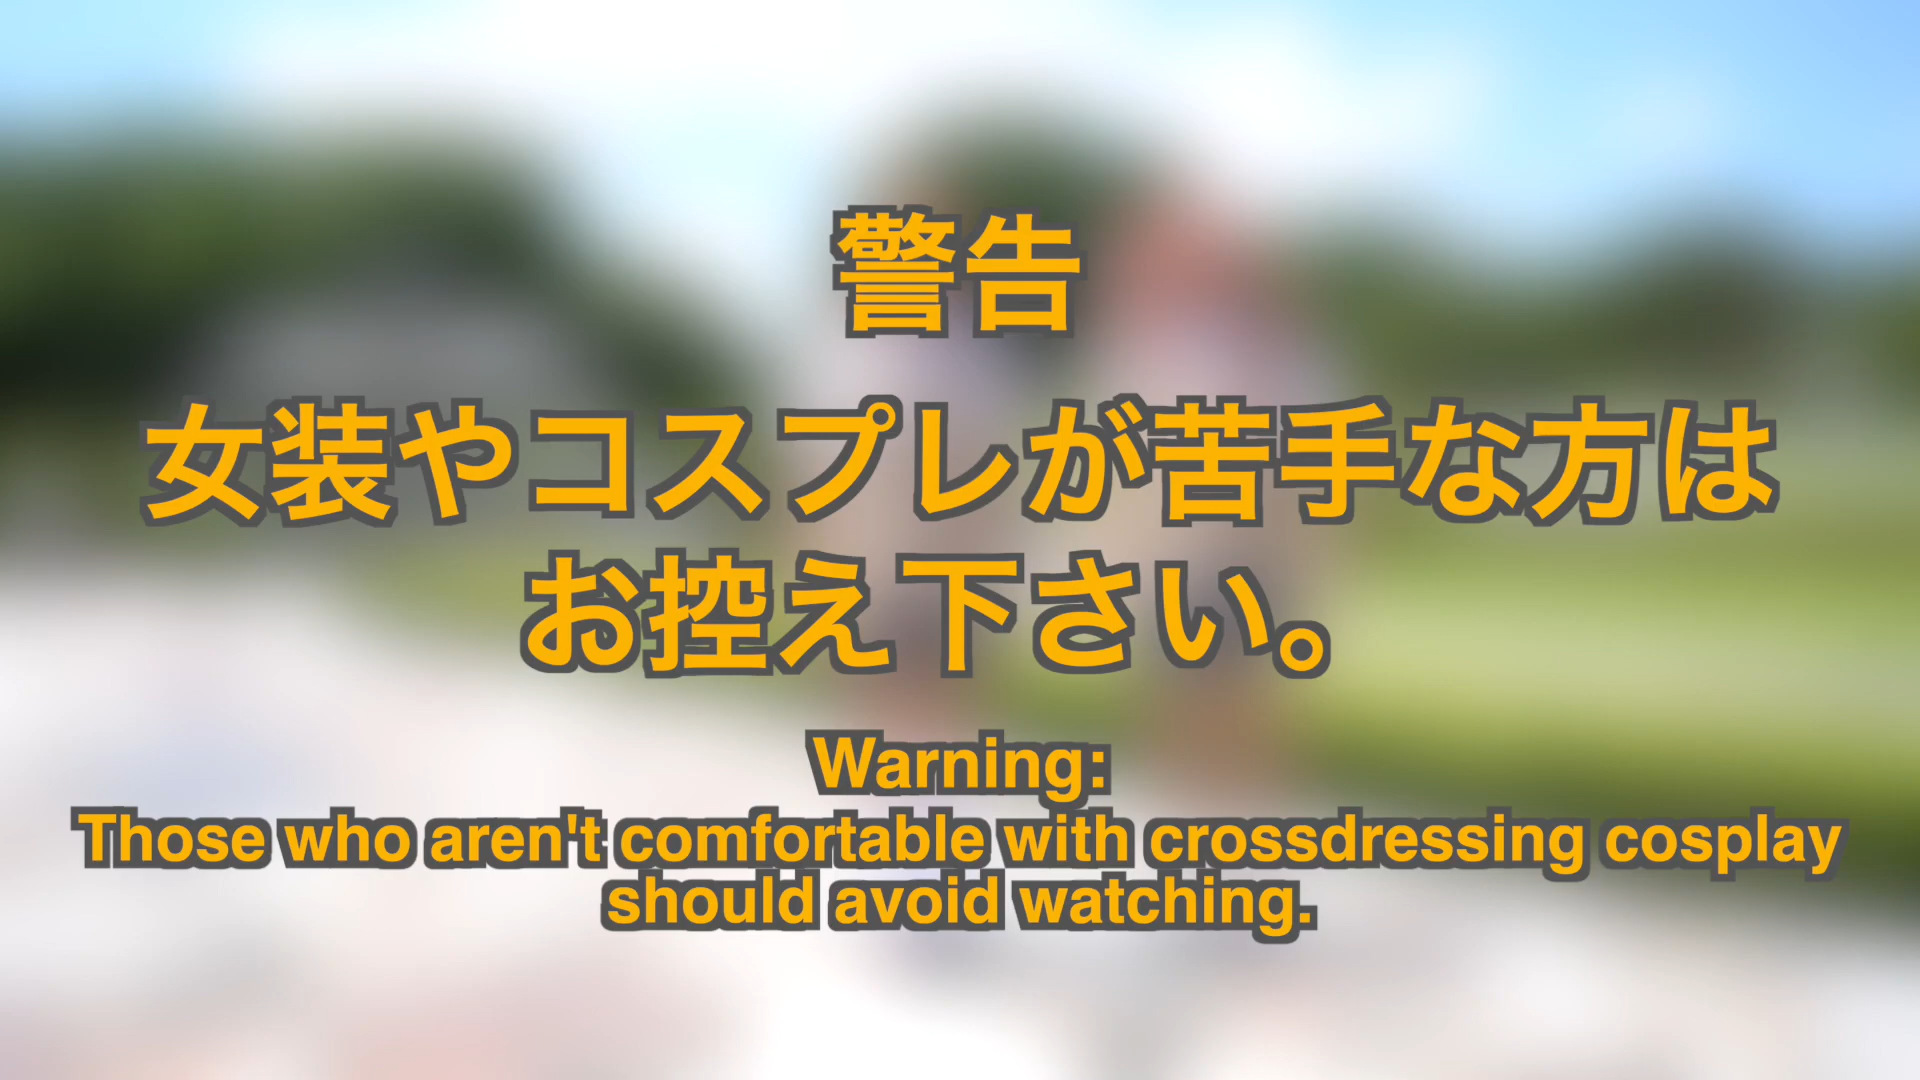 警告
女装やコスプレが苦手な方は
お控え下さい。
Warning:
Those who aren't comfortable with crossdressing cosplay
should avoid watching.